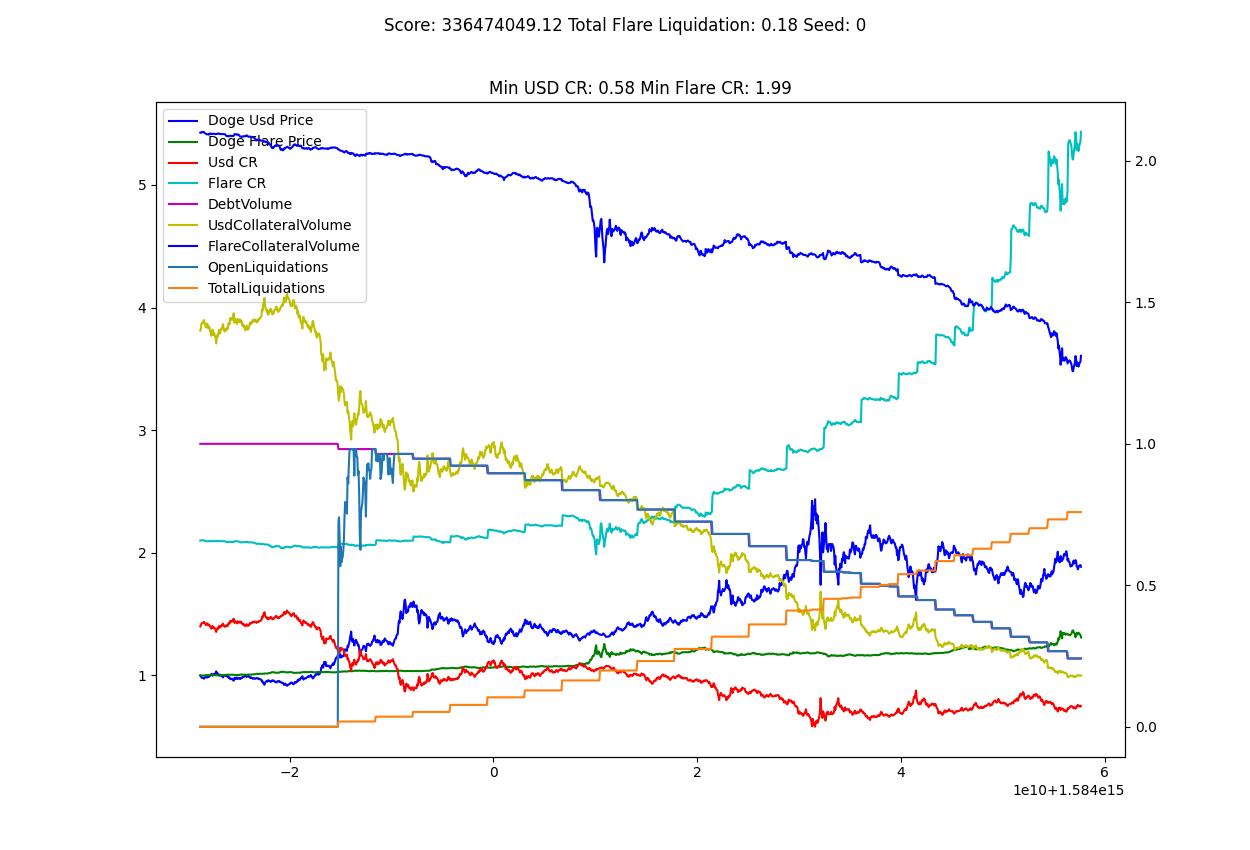 Score: 336474049.12 Total Flare Liquidation: 0.18 Seed: 0
Min USD CR: 0.58 Min Flare CR: 1.99
Doge Usd Price
Doge Flare Price
Usd CR
Flare CR
DebtVolume
UsdCollateralVolume
FlareCollateralVolume
OpenLiquidations
TotalLiquidations
5
4
3
2
1
2.0
1.5
1.0
0.5
0.0
−2
0
2
4
6
1e10+1.584e15